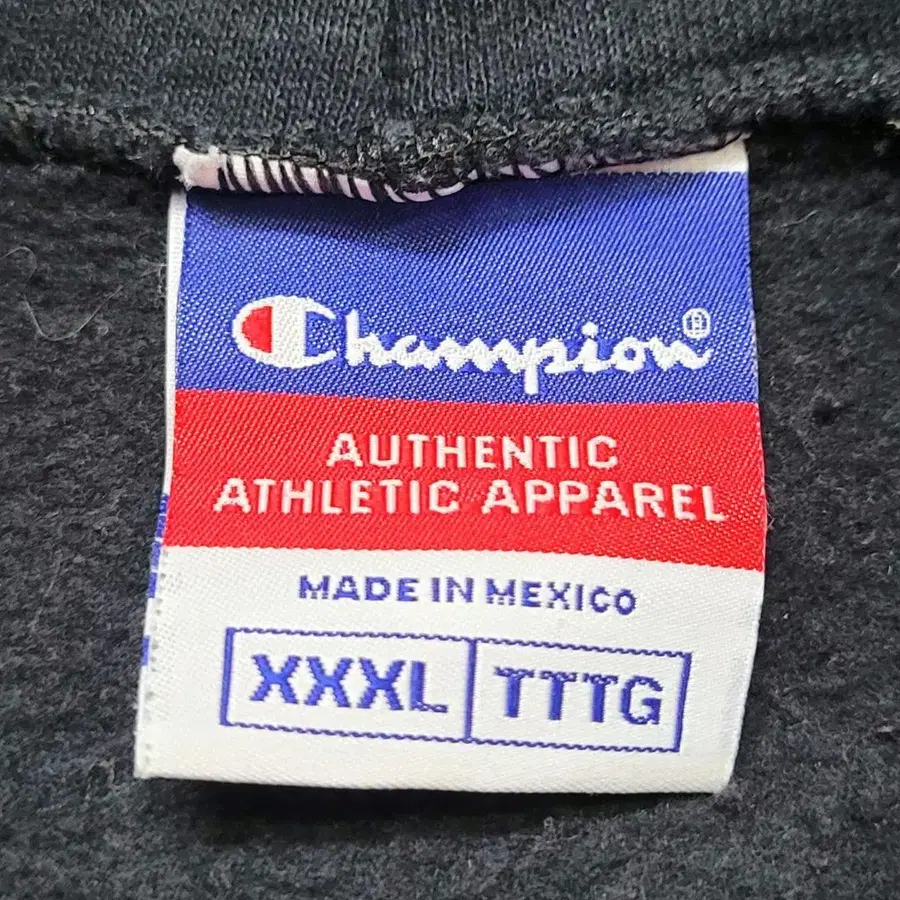 Champion®
AUTHENTIC
ATHLETIC APPAREL
MADE IN MEXICO
XXXL TTTG